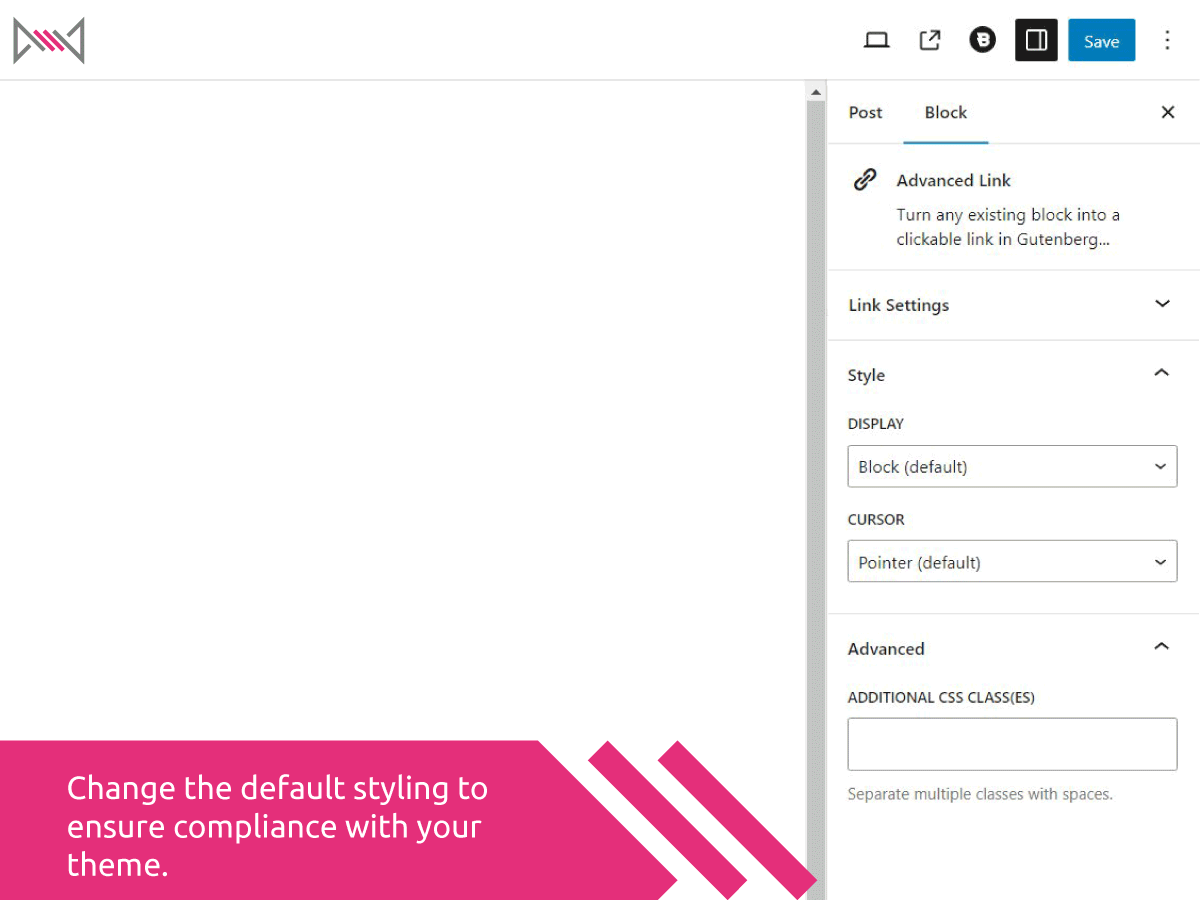 Save
Post
Block
Advanced Link
Turn any existing block into a
clickable link in Gutenberg...
Link Settings
Style
DISPLAY
Block (default)
CURSOR
Pointer (default)
Advanced
ADDITIONAL CSS CLASS(ES)
Separate multiple classes with spaces.
Change the default styling to
ensure compliance with your
theme.